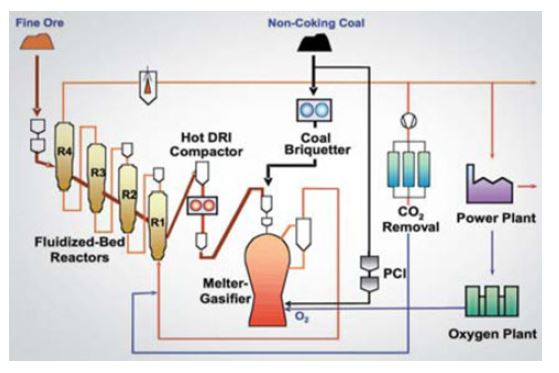 Fine Ore
Non-Coking Coal
R4
R3
R2
R1
Hot DRI
Compactor
Coal
Briquetter
Fluidized-Bed
Reactors
Melter-
Gasifier
CO2
Removal
Power Plant
PCI
O2
Oxygen Plant